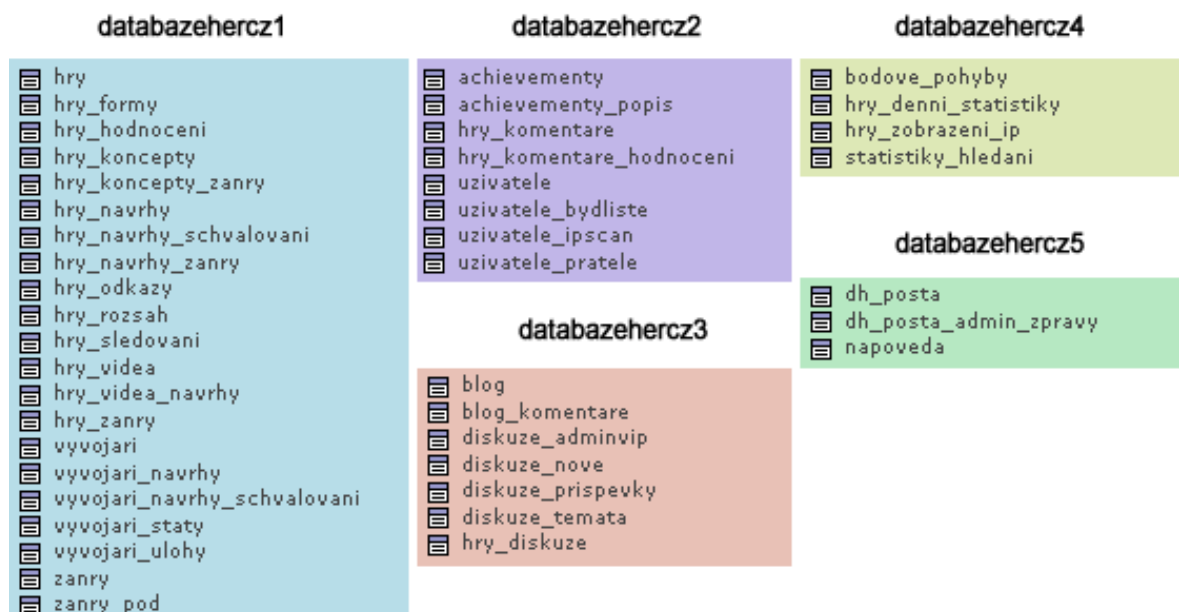 databazehercz1
hry
hry_formy
hry_hodnoceni
hry_koncepty
hry_koncepty_zanry
hry_navrhy
hry_navrhy_schvalovani
hry_navrhy_zanry
hry_odkazy
hry_rozsah
hry_sledovani
hry_videa
hry_videa_navrhy
hry_zanry
vyvojari
vyvojari_navrhy
vyvojari_navrhy_schvalovani
vyvojari_staty
vyvojari_ulohy
zanry
zanry_pod
databazehercz2
achievementy
achievementy_popis
hry_komentare
hry_komentare_hodnoceni
uzivatele
uzivatele_bydliste
uzivatele_ipscan
uzivatele_pratele
databazehercz3
blog
blog_komentare
diskuze_adminvip
diskuze_nove
diskuze_prispevky
diskuze_temata
hry_diskuze
databazehercz4
bodove_pohyby
hry_denni_statistiky
hry_zobrazeni_ip
statistiky_hledani
databazehercz5
dh_posta
dh_posta_admin_zpravy
napoveda